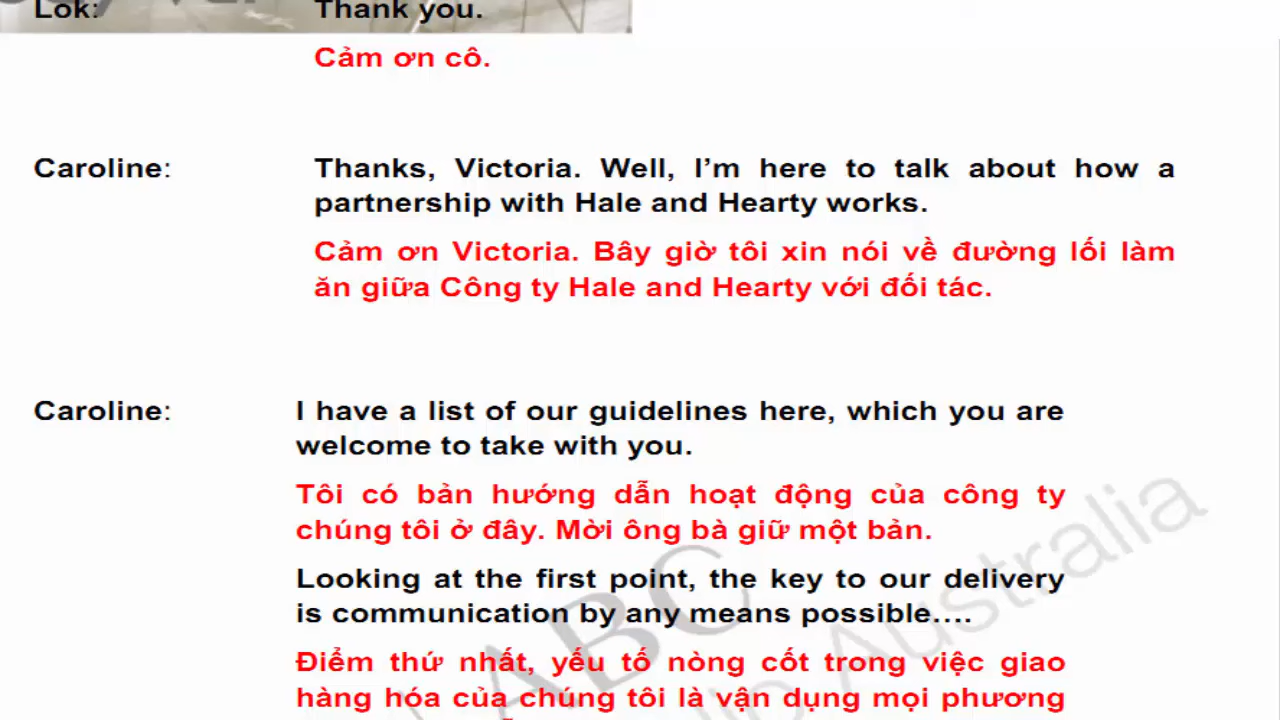 Lok: Thank you.
Cảm ơn cô.
Caroline: Thanks, Victoria. Well, I’m here to talk about how a
partnership with Hale and Hearty works.
Cảm ơn Victoria. Bây giờ tôi xin nói về đường lối làm
ăn giữa Công ty Hale and Hearty với đối tác.
Caroline: I have a list of our guidelines here, which you are
welcome to take with you.
Tôi có bản hướng dẫn hoạt động của công ty
chúng tôi ở đây. Mời ông bà giữ một bản.
Looking at the first point, the key to our delivery
is communication by any means possible….
Điểm thứ nhất, yếu tố nòng cốt trong việc giao
hàng hóa của chúng tôi là vận dụng mọi phương
ABC
Australia